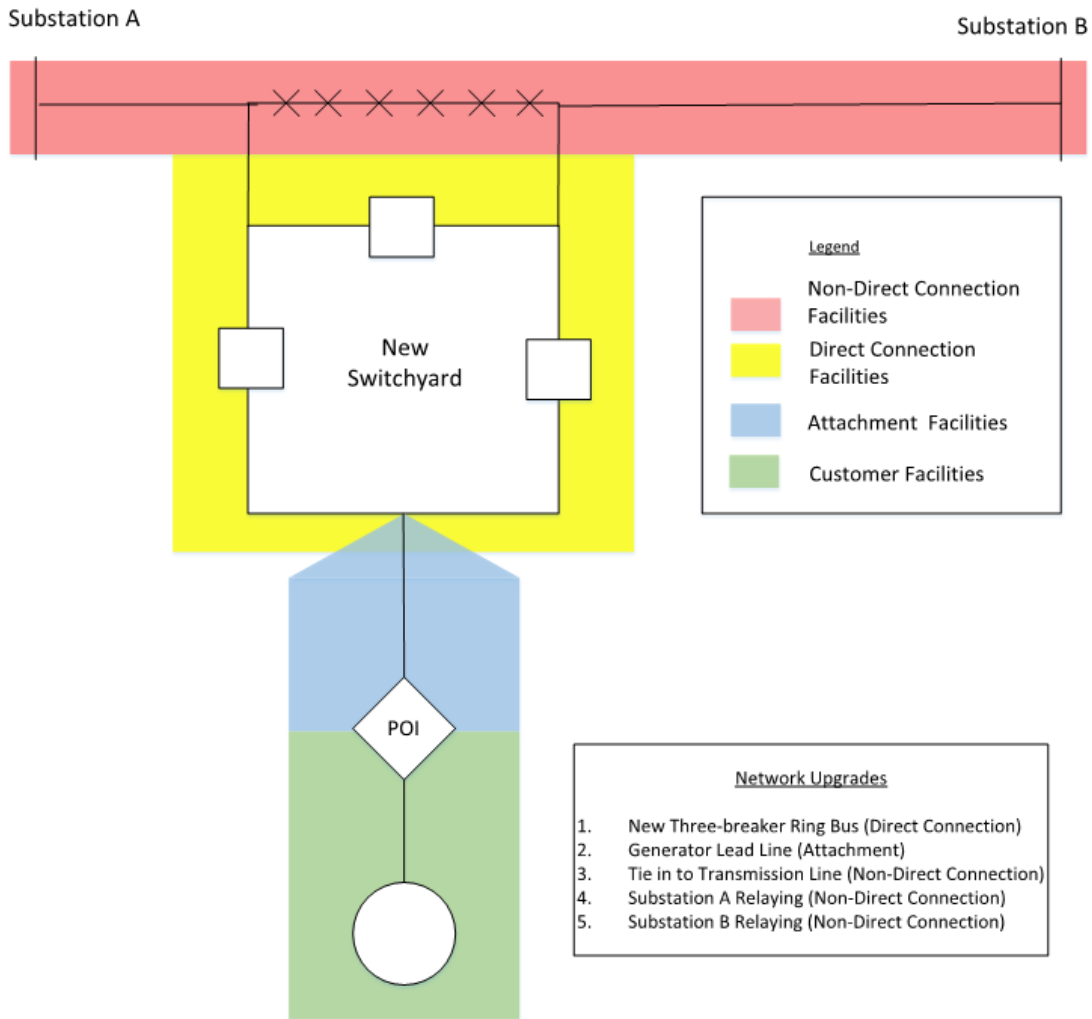 Substation A
Substation B
Legend
Non-Direct Connection
Facilities
Direct Connection
Facilities
Attachment Facilities
Customer Facilities
New
Switchyard
POI
Network Upgrades
1. New Three-breaker Ring Bus (Direct Connection)
2. Generator Lead Line (Attachment)
3. Tie in to Transmission Line (Non-Direct Connection)
4. Substation A Relaying (Non-Direct Connection)
5. Substation B Relaying (Non-Direct Connection)